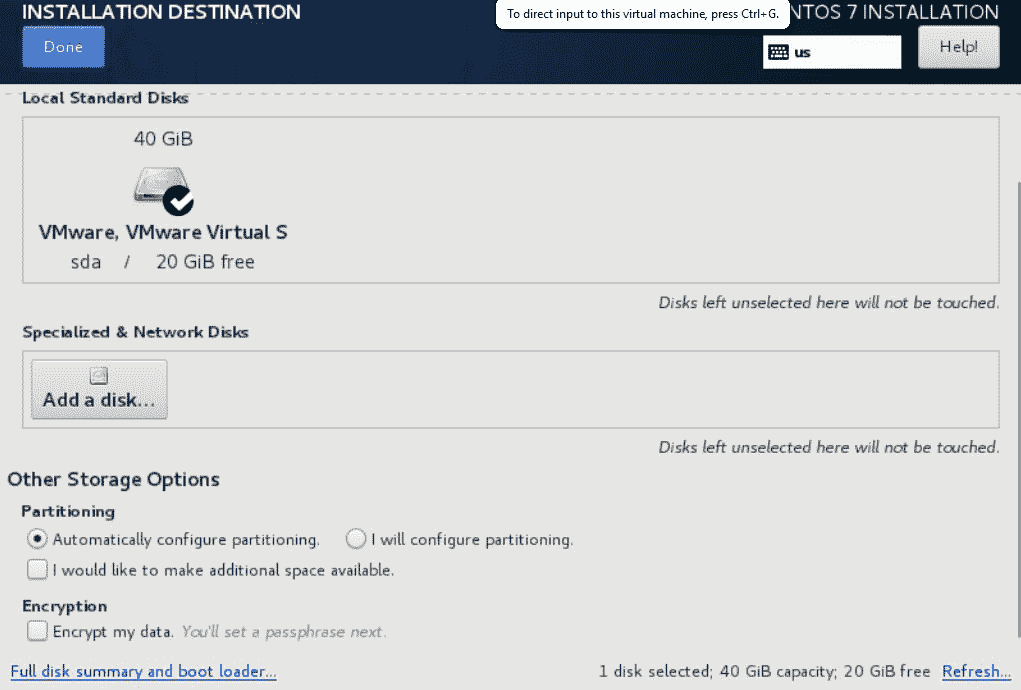 INSTALLATION DESTINATION
To direct input to this virtual machine, press Ctrl+G.
NTOS 7 INSTALLATION
Done
us
Help!
Local Standard Disks
40 GiB
VMware, VMware Virtual S
sda / 20 GiB free
Disks left unselected here will not be touched.
Specialized & Network Disks
Add a disk...
Disks left unselected here will not be touched.
Other Storage Options
Partitioning
Automatically configure partitioning. I will configure partitioning.
I would like to make additional space available.
Encryption
Encrypt my data. You'll set a passphrase next.
Full disk summary and boot loader... 1 disk selected; 40 GiB capacity; 20 GiB free Refresh...